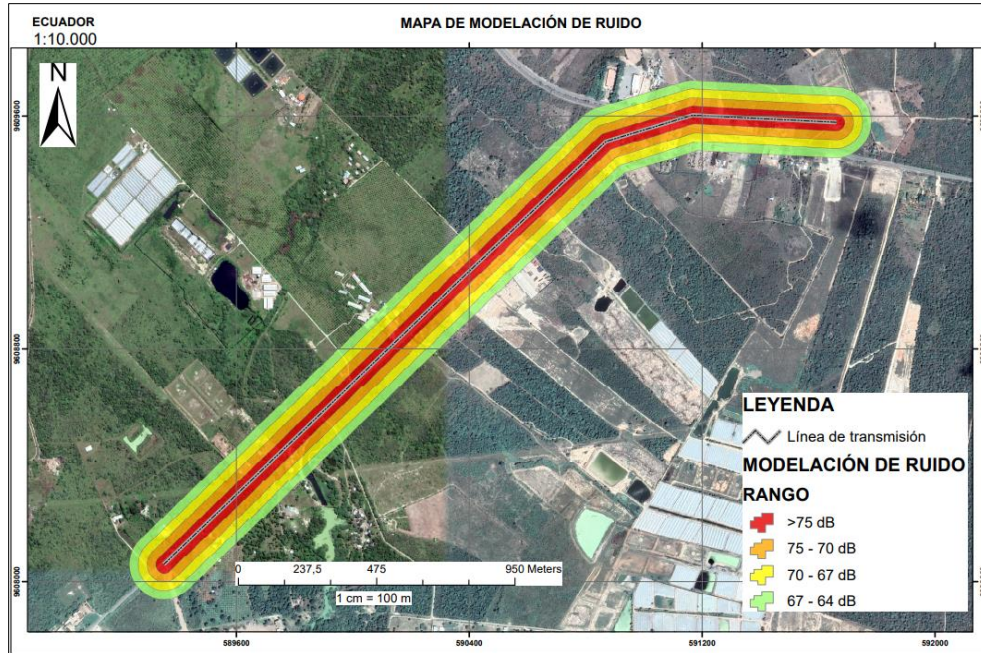 ECUADOR
1:10.000
MAPA DE MODELACIÓN DE RUIDO
N
9609600
9608800
9608000
LEYENDA
Línea de transmisión
MODELACIÓN DE RUIDO
RANGO
>75 dB
75 - 70 dB
70 - 67 dB
67 - 64 dB
0 237,5 475 950 Meters
1 cm = 100 m
589600 590400 591200 592000